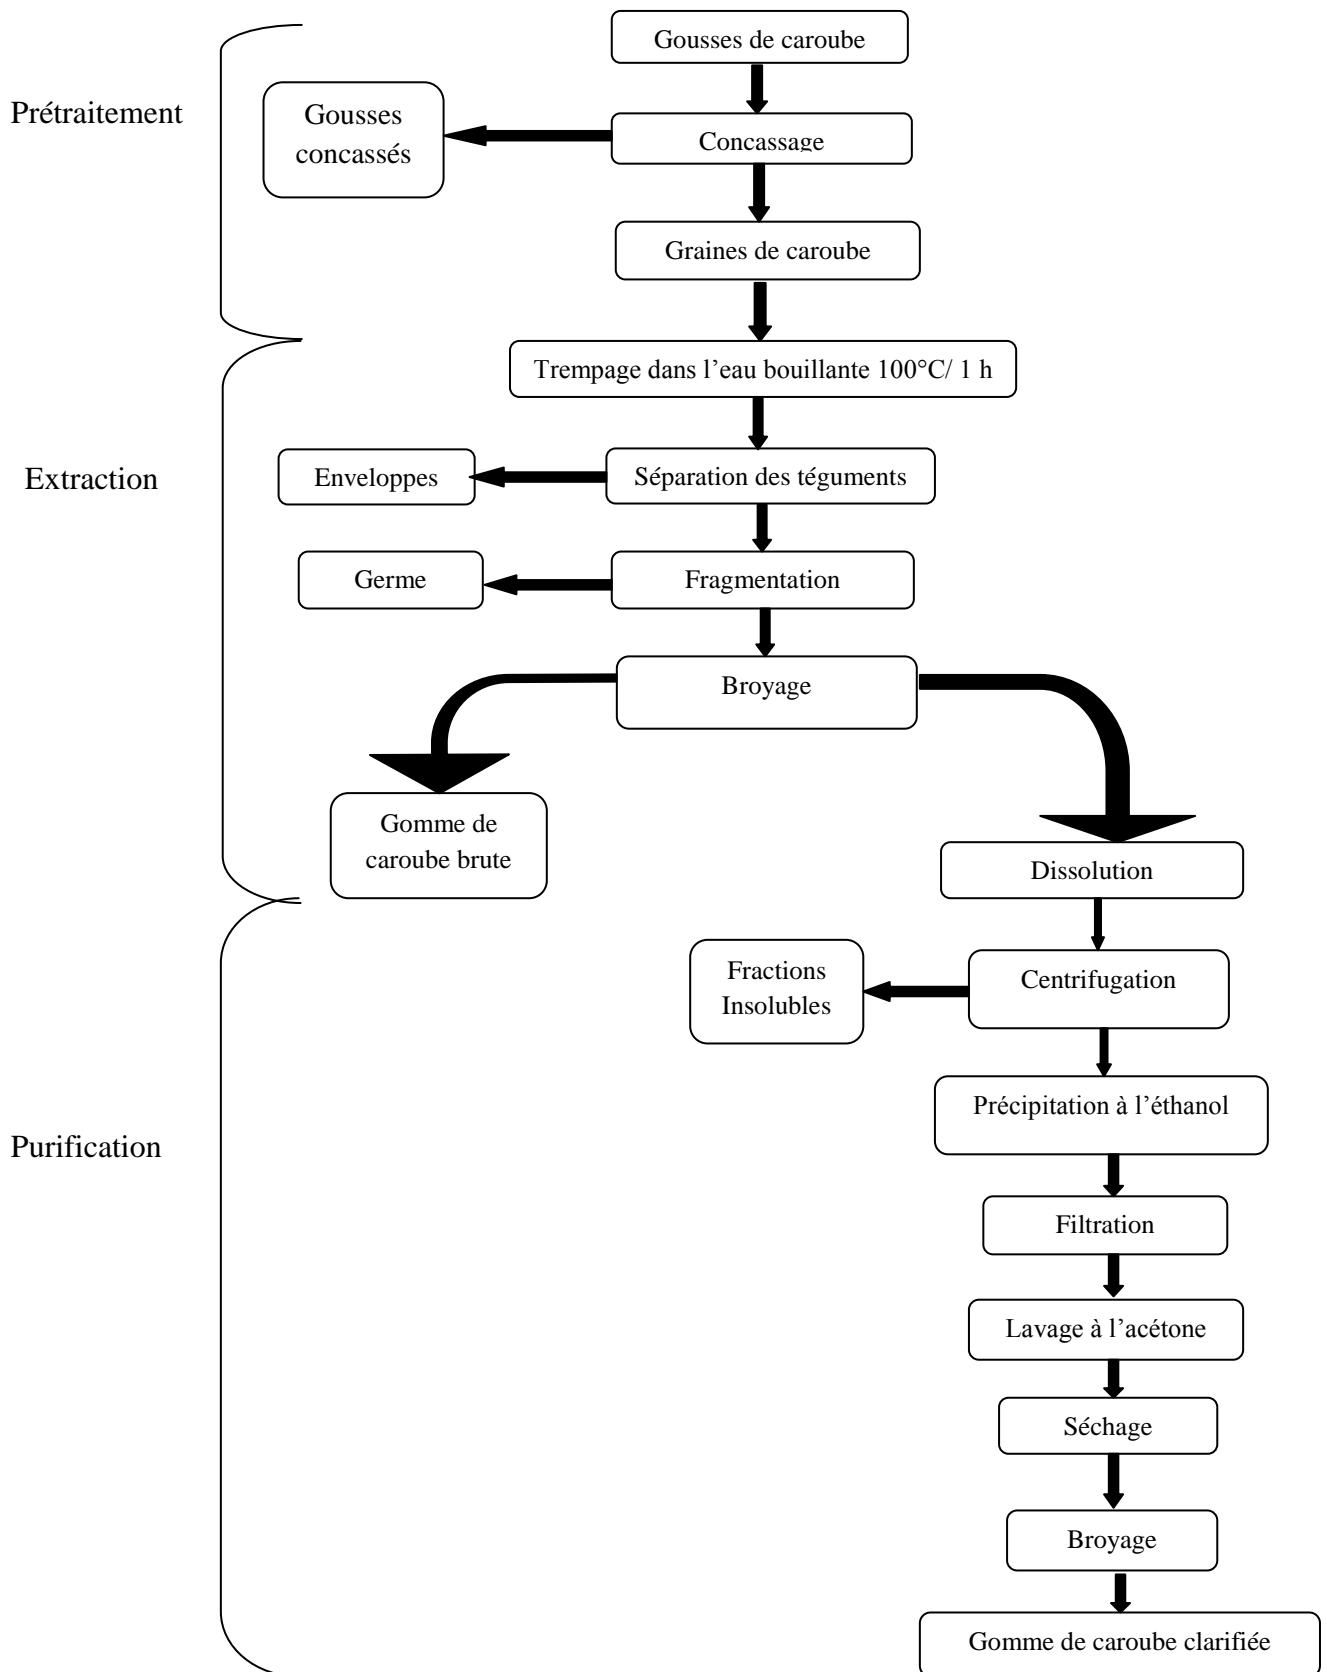 Gousses de caroube
Prétraitement
Gousses
concassés
Concassage
Graines de caroube
Trempage dans l’eau bouillante 100°C/ 1 h
Extraction
Enveloppes
Séparation des téguments
Germe
Fragmentation
Broyage
Gomme de
caroube brute
Dissolution
Fractions
Insolubles
Centrifugation
Précipitation à l’éthanol
Purification
Filtration
Lavage à l’acétone
Séchage
Broyage
Gomme de caroube clarifiée